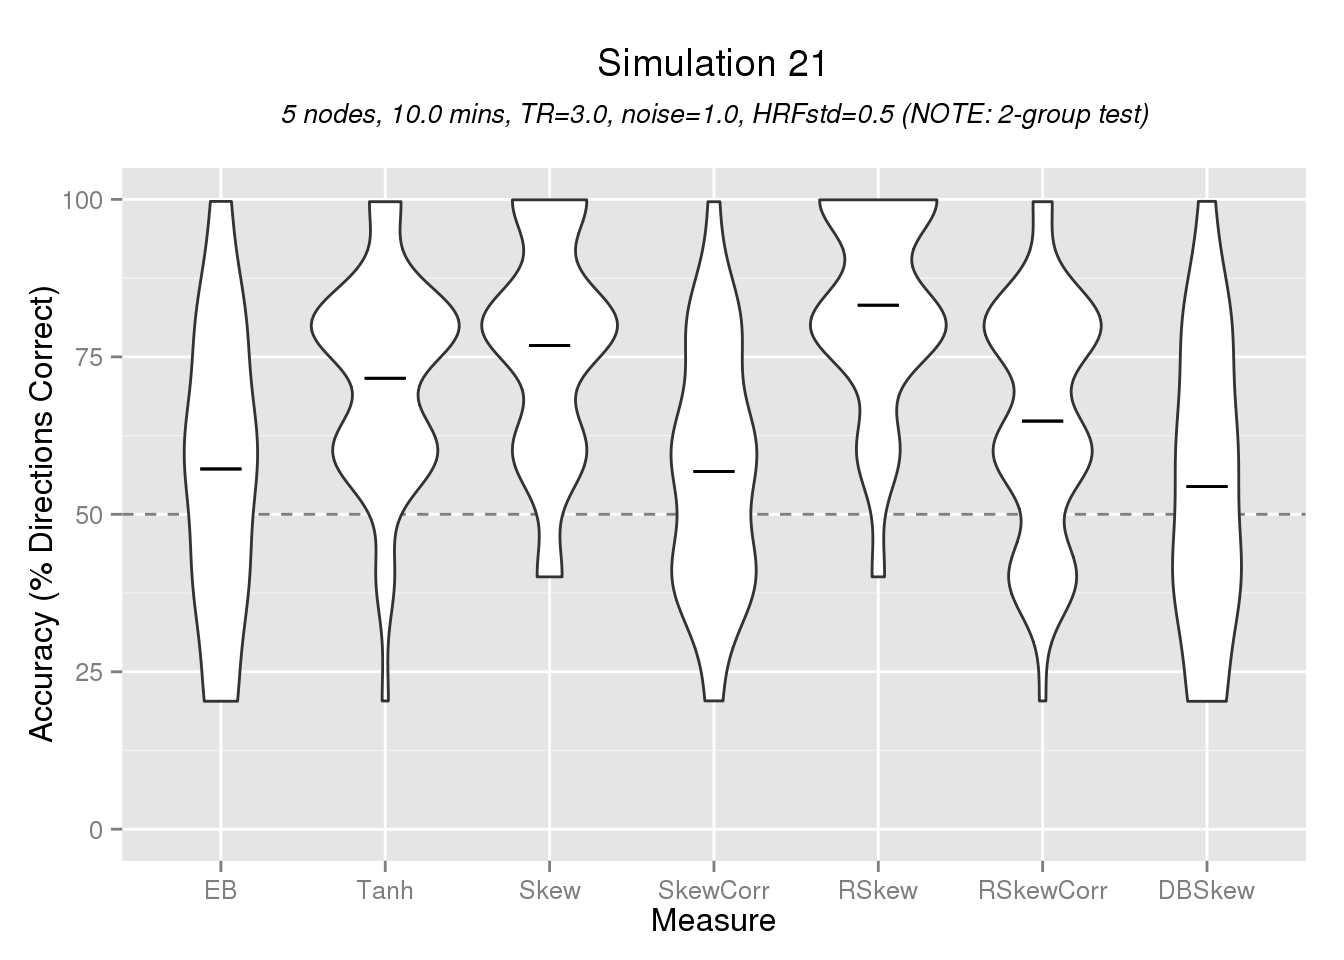 Simulation 21
5 nodes, 10.0 mins, TR=3.0, noise=1.0, HRFstd=0.5 (NOTE: 2-group test)
Accuracy (% Directions Correct)
100
75
50
25
0
EB Tanh Skew SkewCorr RSkew RSkewCorr DBSkew
Measure